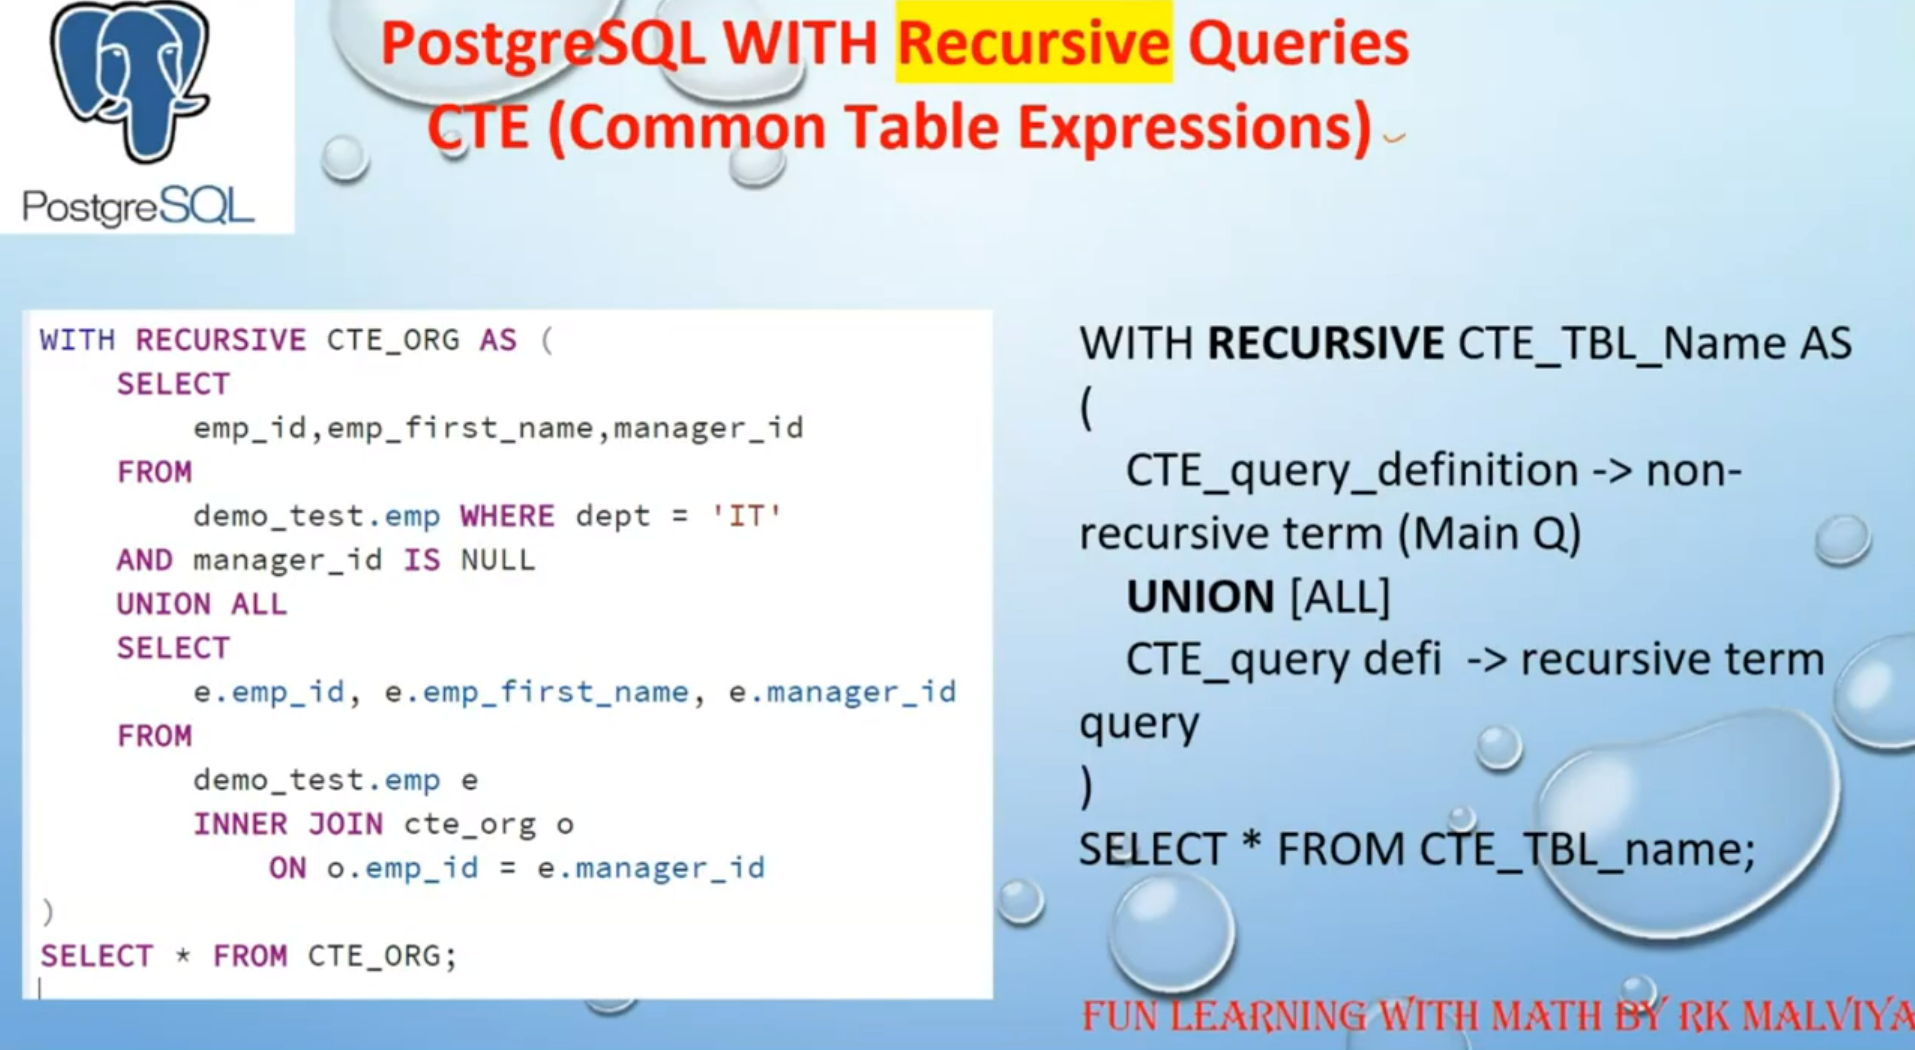 PostgreSQL
PostgreSQL WITH Recursive Queries
CTE (Common Table Expressions)
WITH RECURSIVE CTE_ORG AS (
SELECT
emp_id,emp_first_name,manager_id
FROM
demo_test.emp WHERE dept = 'IT'
AND manager_id IS NULL
UNION ALL
SELECT
e.emp_id, e.emp_first_name, e.manager_id
FROM
demo_test.emp e
INNER JOIN cte_org o
ON o.emp_id = e.manager_id
)
SELECT * FROM CTE_ORG;
WITH RECURSIVE CTE_TBL_Name AS
(
CTE_query_definition -> non-
recursive term (Main Q)
UNION [ALL]
CTE_query defi -> recursive term
query
)
SELECT * FROM CTE_TBL_name;
FUN LEARNING WITH MATH BY RK MALVIYA